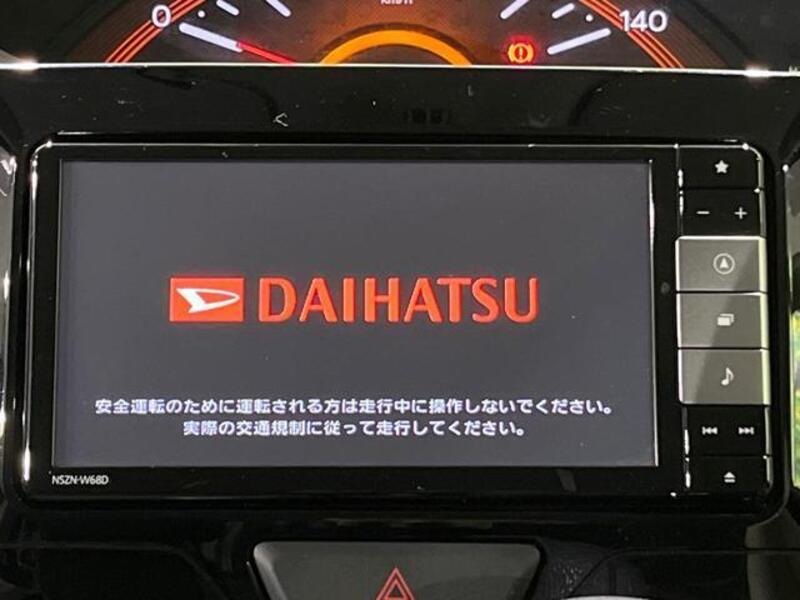 0
km/h
140
DAIHATSU
安全運転のために運転される方は走行中に操作しないでください。
実際の交通規制に従って走行してください。
NSZN-W68D